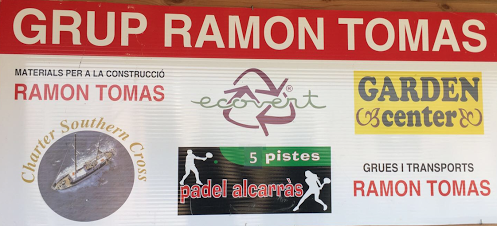 GRUP RAMON TOMAS
MATERIALS PER A LA CONSTRUCCIÓ
RAMON TOMAS
ecovert®
GARDEN
center
Charter Southern Cross
5 pistes
padel alcarràs
GRUES I TRANSPORTS
RAMON TOMAS